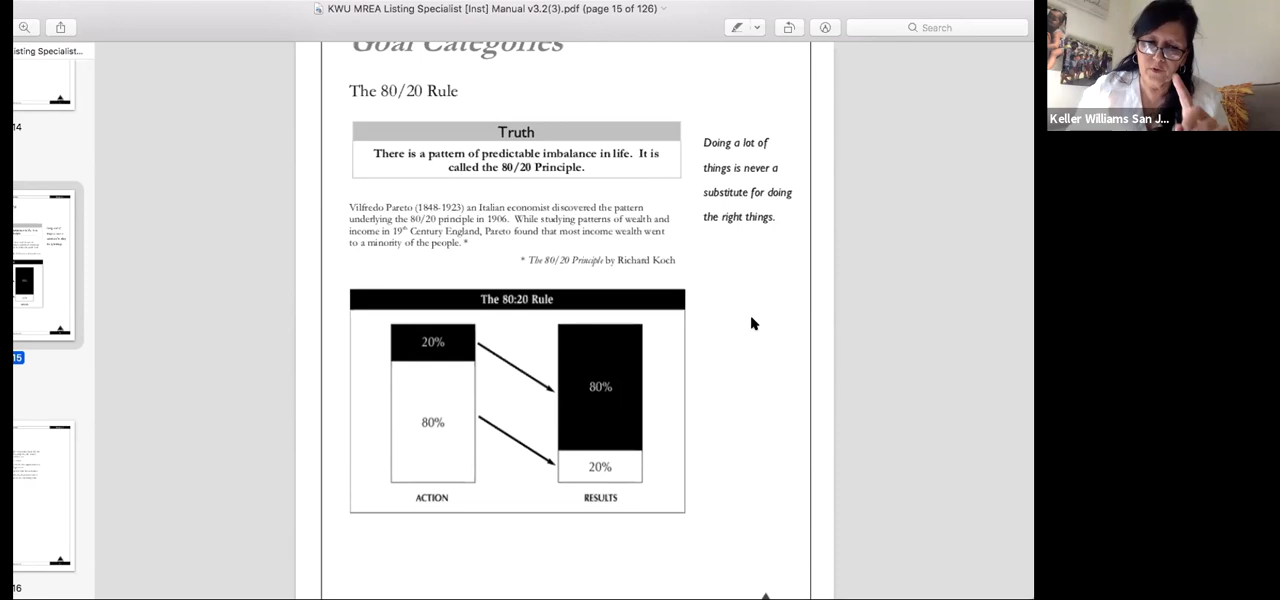 KWU MREA Listing Specialist [Inst] Manual v3.2(3).pdf (page 15 of 126)
Search
isting Specialist...
14
15
16
Goal Categories
The 80/20 Rule
Truth
There is a pattern of predictable imbalance in life. It is
called the 80/20 Principle.
Doing a lot of
things is never a
substitute for doing
the right things.
Vilfredo Pareto (1848-1923) an Italian economist discovered the pattern
underlying the 80/20 principle in 1906. While studying patterns of wealth and
income in 19th Century England, Pareto found that most income wealth went
to a minority of the people. *
* The 80/20 Principle by Richard Koch
The 80:20 Rule
20%
80%
80%
20%
ACTION
RESULTS
Keller Williams San J...